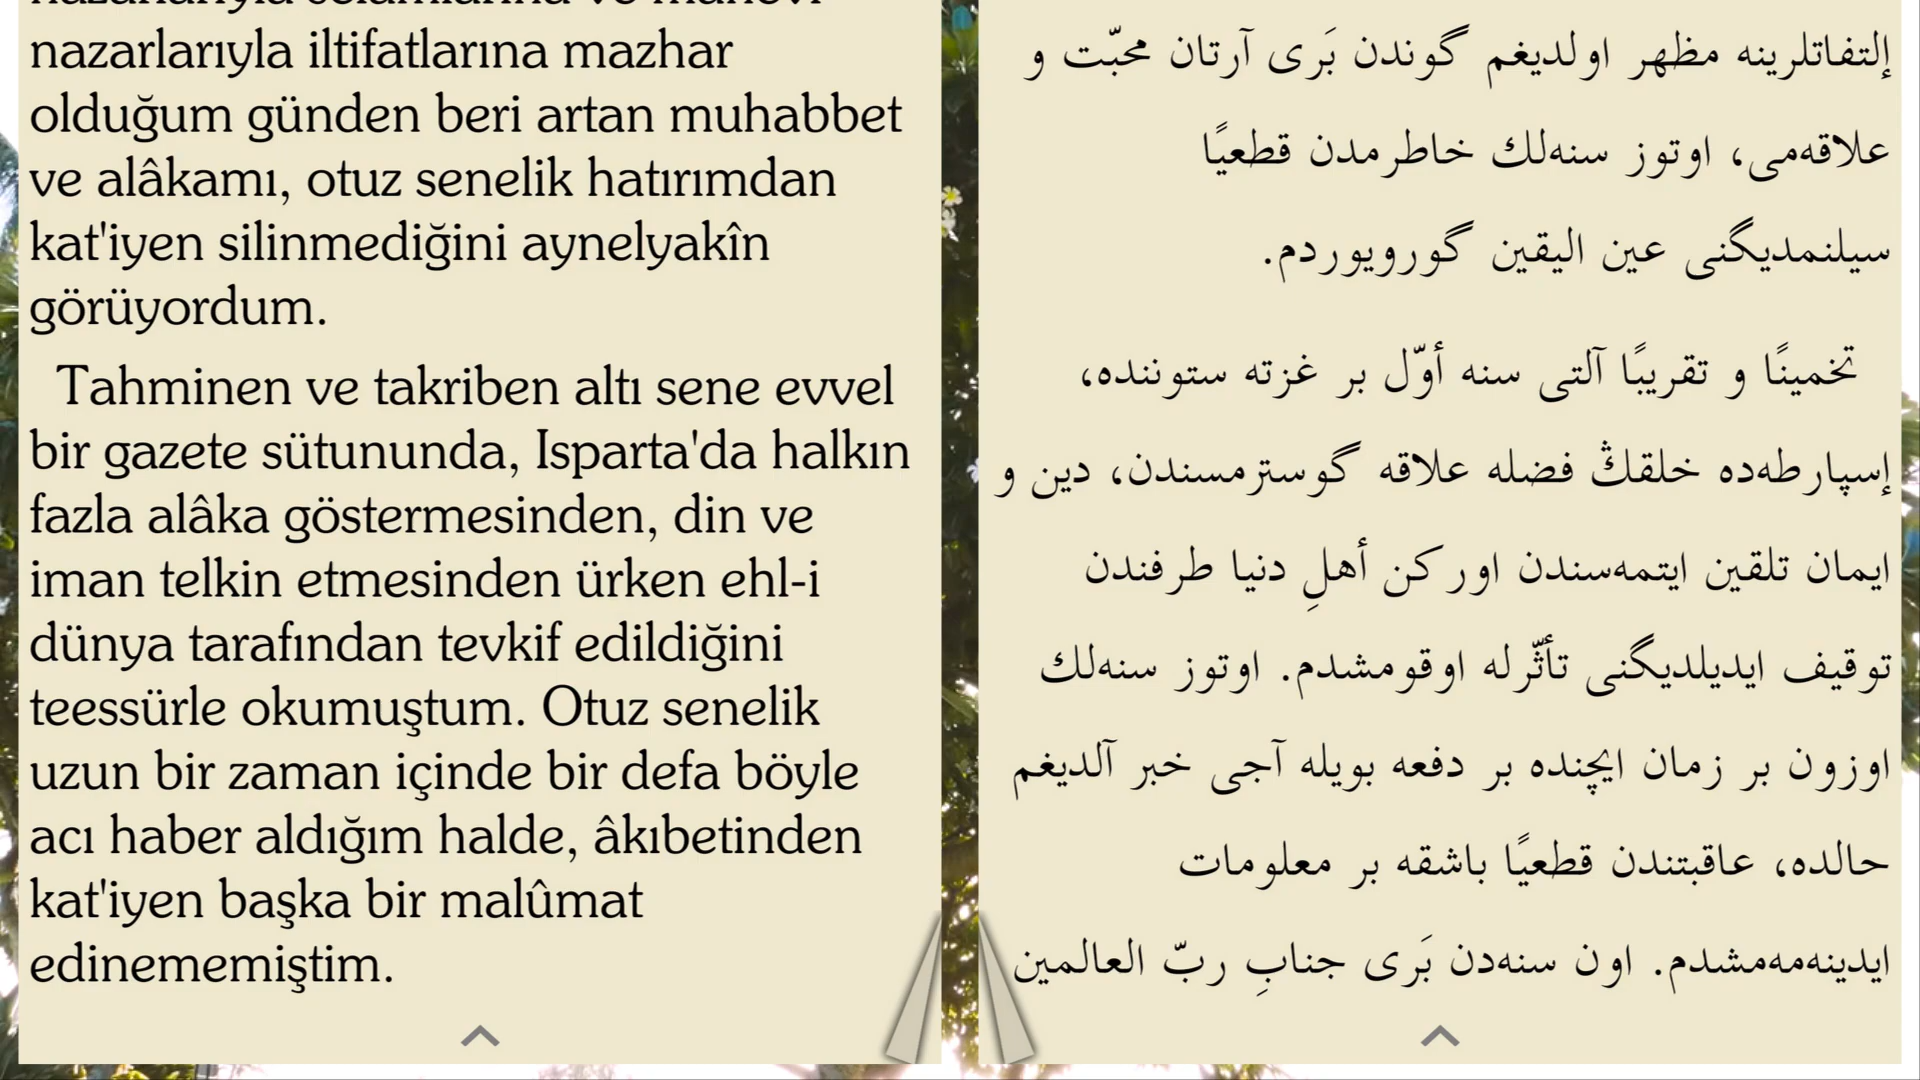 nazarlarıyla iltifatlarına mazhar
olduğum günden beri artan muhabbet
ve alâkamı, otuz senelik hatırımdan
kat'iyen silinmediğini aynelyakîn
görüyordum.
Tahminen ve takriben altı sene evvel
bir gazete sütununda, Isparta'da halkın
fazla alâka göstermesinden, din ve
iman telkin etmesinden ürken ehl-i
dünya tarafından tevkif edildiğini
teessürle okumuştum. Otuz senelik
uzun bir zaman içinde bir defa böyle
acı haber aldığım halde, âkıbetinden
kat'iyen başka bir malûmat
edinememiştim.
إلتفاتلرينه مظهر اولديغم گوندن بَرى آرتان محبّت و
علاقه‌مى، اوتوز سنه‌لك خاطرمدن قطعيًا
سيلنمديگنى عين اليقين گورويوردم.
تخمينًا و تقريبًا آلتى سنه أوّل بر غزته ستوننده،
إسپارطه‌ده خلقڭ فضله علاقه گوسترمسندن، دين و
ايمان تلقين ايتمه‌سندن اوركن أهلِ دنيا طرفندن
توقيف ايديلديگنى تأثّرله اوقومشدم. اوتوز سنه‌لك
اوزون بر زمان ايچنده بر دفعه بويله آجى خبر آلديغم
حالده، عاقبتندن قطعيًا باشقه بر معلومات
ايدينه‌مه‌مشدم. اون سنه‌دن بَرى جنابِ ربّ العالمين